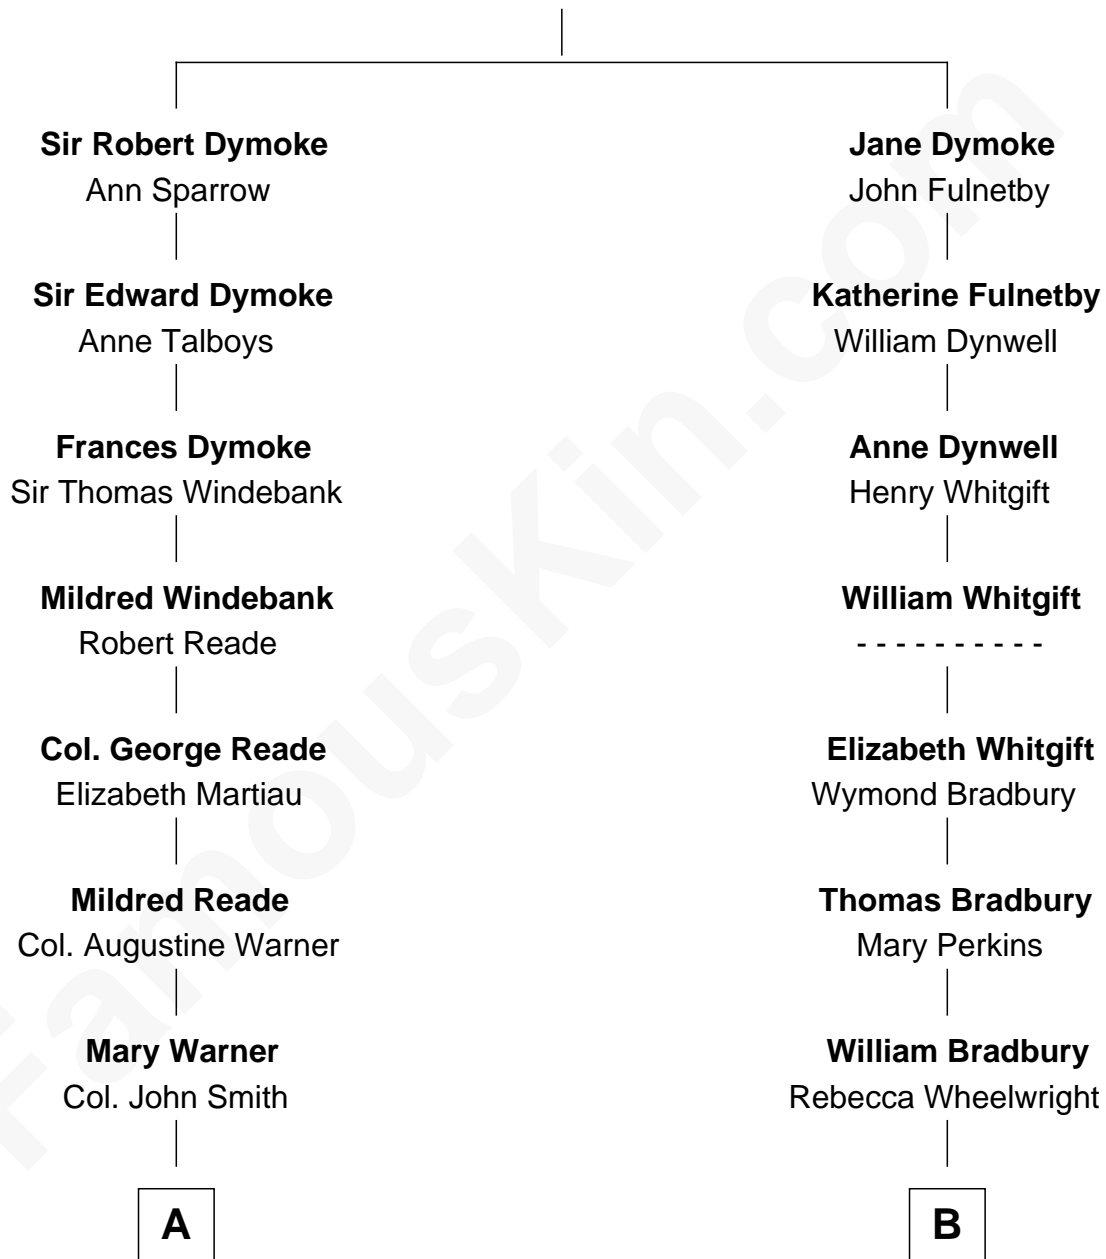 Sir Robert Dymoke
Ann Sparrow
Jane Dymoke
John Fulnetby
Sir Edward Dymoke
Anne Talboys
Katherine Fulnetby
William Dynwell
Frances Dymoke
Sir Thomas Windebank
Anne Dynwell
Henry Whitgift
Mildred Windebank
Robert Reade
William Whitgift
- - - - - - - - - -
Col. George Reade
Elizabeth Martiau
Elizabeth Whitgift
Wymond Bradbury
Mildred Reade
Col. Augustine Warner
Thomas Bradbury
Mary Perkins
Mary Warner
Col. John Smith
William Bradbury
Rebecca Wheelwright
A
B
FamousKin.com